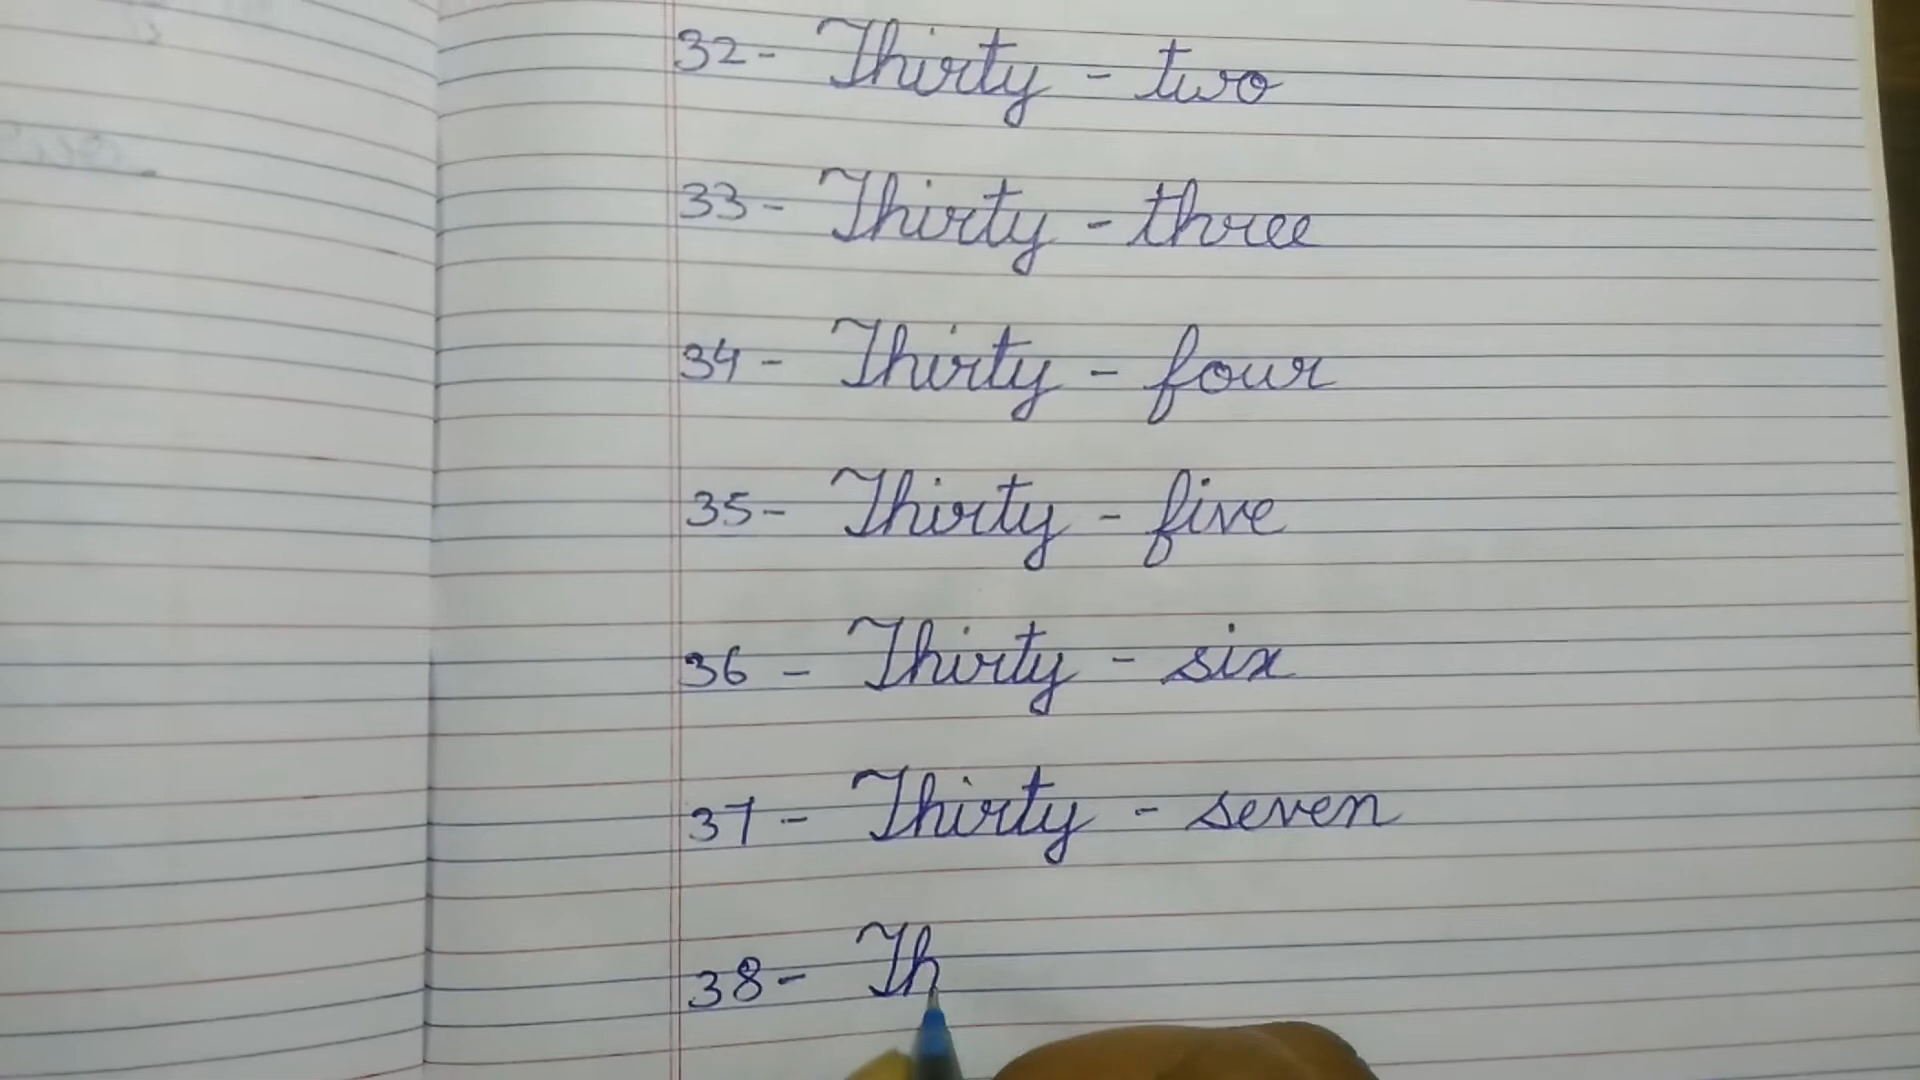 32- Thirty - two
33- Thirty - three
34- Thirty - four
35- Thirty - five
36 - Thirty - six
37 - Thirty - seven
38- Th